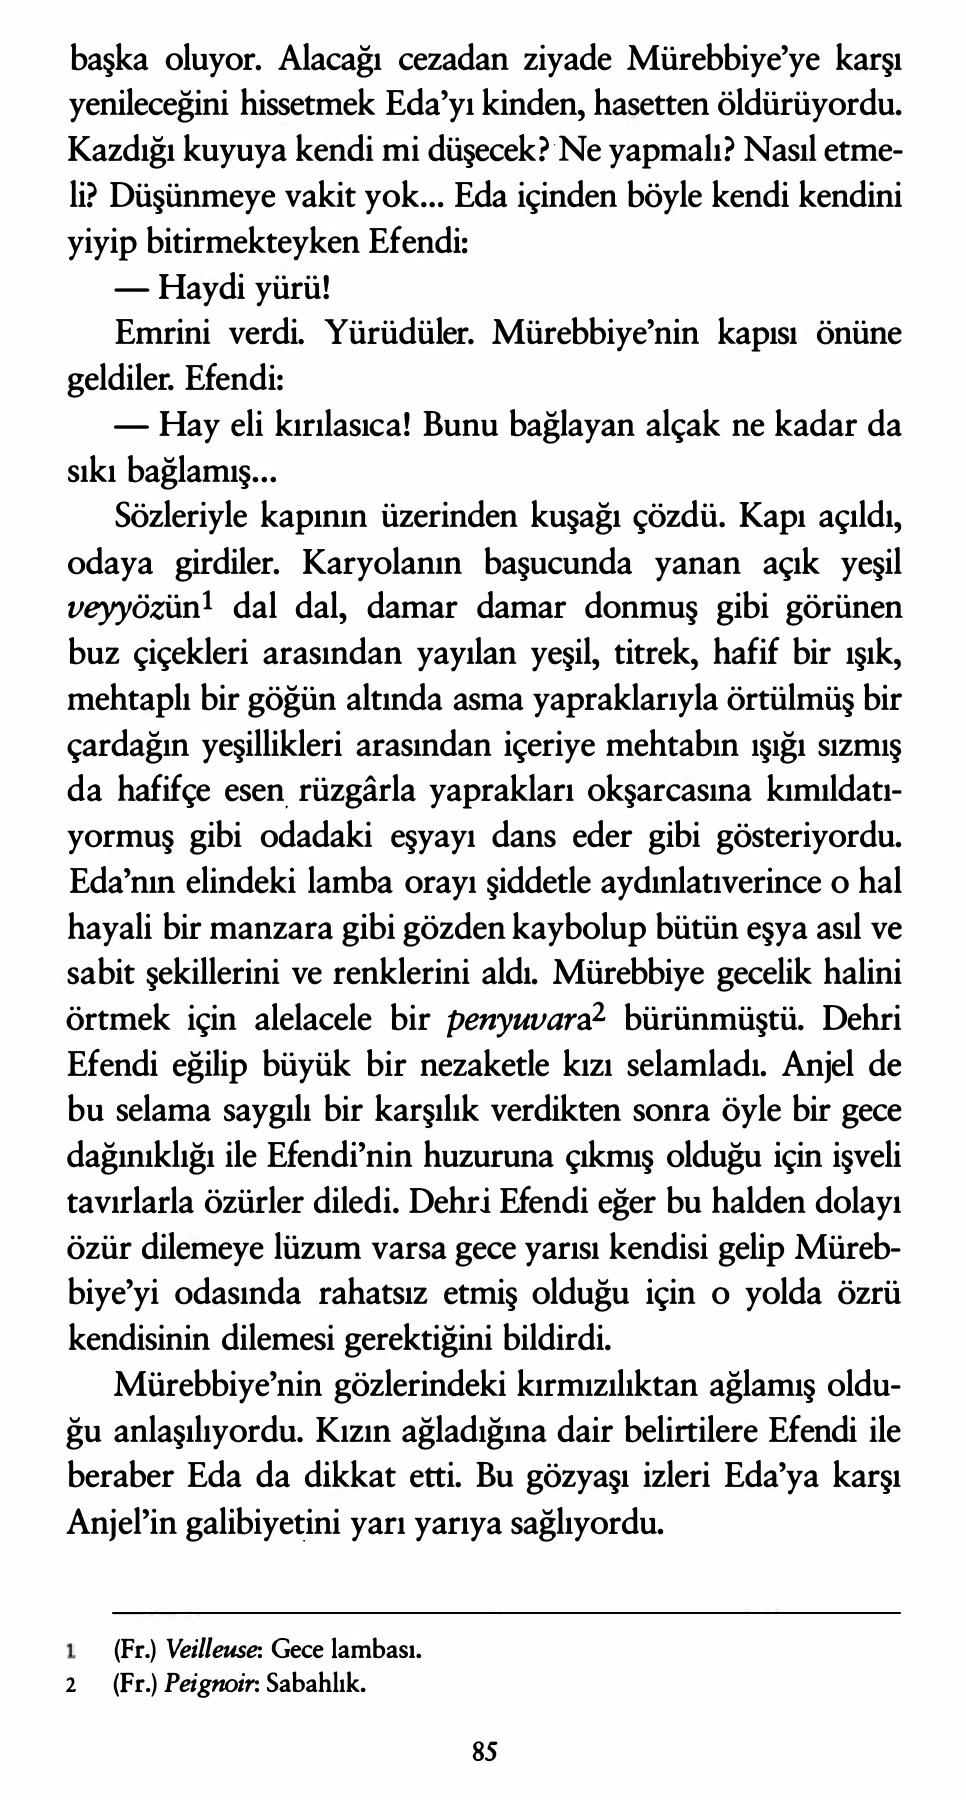 başka oluyor. Alacağı cezadan ziyade Mürebbiye’ye karşı
yenileceğini hissetmek Eda’yı kinden, hasetten öldürüyordu.
Kazdığı kuyuya kendi mi düşecek? Ne yapmalı? Nasıl etme-
li? Düşünmeye vakit yok... Eda içinden böyle kendi kendini
yiyip bitirmekteyken Efendi:
— Haydi yürü!
Emrini verdi. Yürüdüler. Mürebbiye’nin kapısı önüne
geldiler. Efendi:
— Hay eli kırılasıca! Bunu bağlayan alçak ne kadar da
sıkı bağlamış...
Sözleriyle kapının üzerinden kuşağı çözdü. Kapı açıldı,
odaya girdiler. Karyolanın başucunda yanan açık yeşil
veyyözün1 dal dal, damar damar donmuş gibi görünen
buz çiçekleri arasından yayılan yeşil, titrek, hafif bir ışık,
mehtaplı bir göğün altında asma yapraklarıyla örtülmüş bir
çardağın yeşillikleri arasından içeriye mehtabın ışığı sızmış
da hafifçe esen rüzgârla yaprakları okşarcasına kımıldatı-
yormuş gibi odadaki eşyayı dans eder gibi gösteriyordu.
Eda’nın elindeki lamba orayı şiddetle aydınlatıverince o hal
hayali bir manzara gibi gözden kaybolup bütün eşya asıl ve
sabit şekillerini ve renklerini aldı. Mürebbiye gecelik halini
örtmek için alelacele bir penyuvara2 bürünmüştü. Dehri
Efendi eğilip büyük bir nezaketle kızı selamladı. Anjel de
bu selama saygılı bir karşılık verdikten sonra öyle bir gece
dağınıklığı ile Efendi’nin huzuruna çıkmış olduğu için işveli
tavırlarla özürler diledi. Dehri Efendi eğer bu halden dolayı
özür dilemeye lüzum varsa gece yarısı kendisi gelip Müreb-
biye’yi odasında rahatsız etmiş olduğu için o yolda özrü
kendisinin dilemesi gerektiğini bildirdi.
Mürebbiye’nin gözlerindeki kırmızılıktan ağlamış oldu-
ğu anlaşılıyordu. Kızın ağladığına dair belirtilere Efendi ile
beraber Eda da dikkat etti. Bu gözyaşı izleri Eda’ya karşı
Anjel’in galibiyetini yarı yarıya sağlıyordu.
1 (Fr.) Veilleuse: Gece lambası.
2 (Fr.) Peignoir: Sabahlık.
85